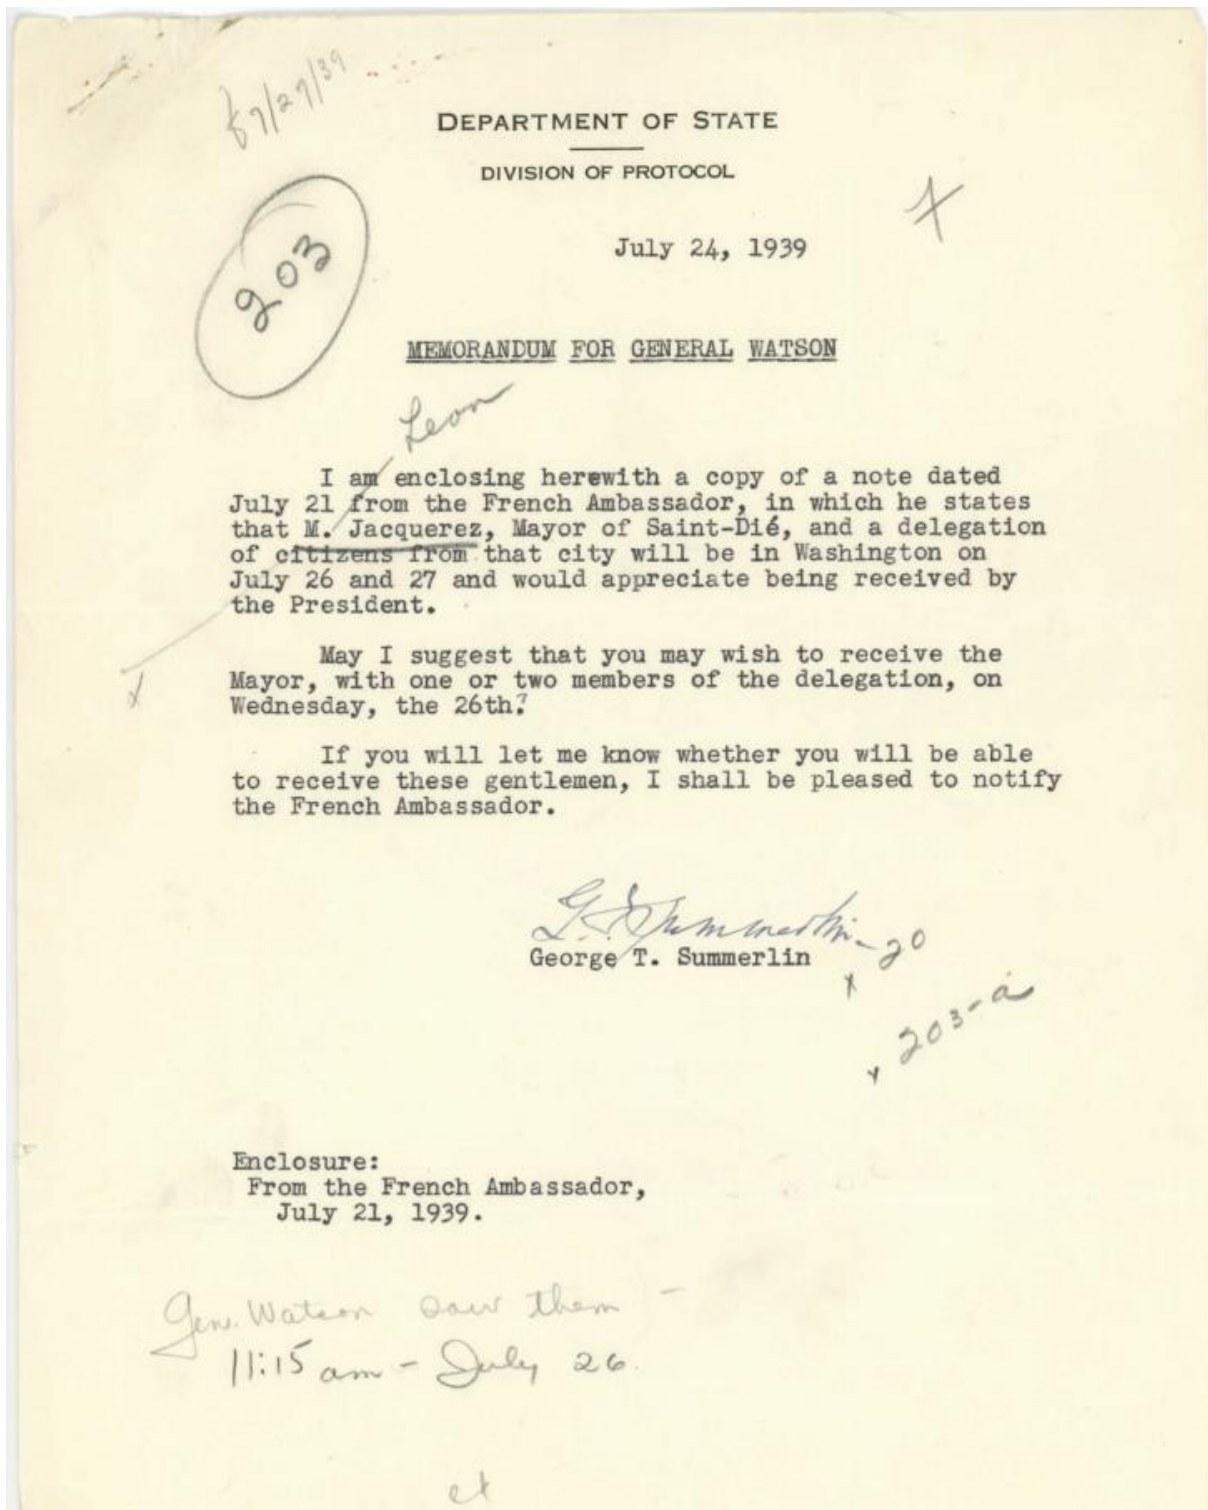 7/27/39
DEPARTMENT OF STATE
DIVISION OF PROTOCOL
203
July 24, 1939
MEMORANDUM FOR GENERAL WATSON
Leon
I am enclosing herewith a copy of a note dated
July 21 from the French Ambassador, in which he states
that M. Jacquerez, Mayor of Saint-Dié, and a delegation
of citizens from that city will be in Washington on
July 26 and 27 and would appreciate being received by
the President.
x
May I suggest that you may wish to receive the
Mayor, with one or two members of the delegation, on
Wednesday, the 26th?
If you will let me know whether you will be able
to receive these gentlemen, I shall be pleased to notify
the French Ambassador.
G. T. Summerlin
George T. Summerlin
x 20
x 203-a
Enclosure:
From the French Ambassador,
July 21, 1939.
Gen. Watson saw them -
11:15 am - July 26.